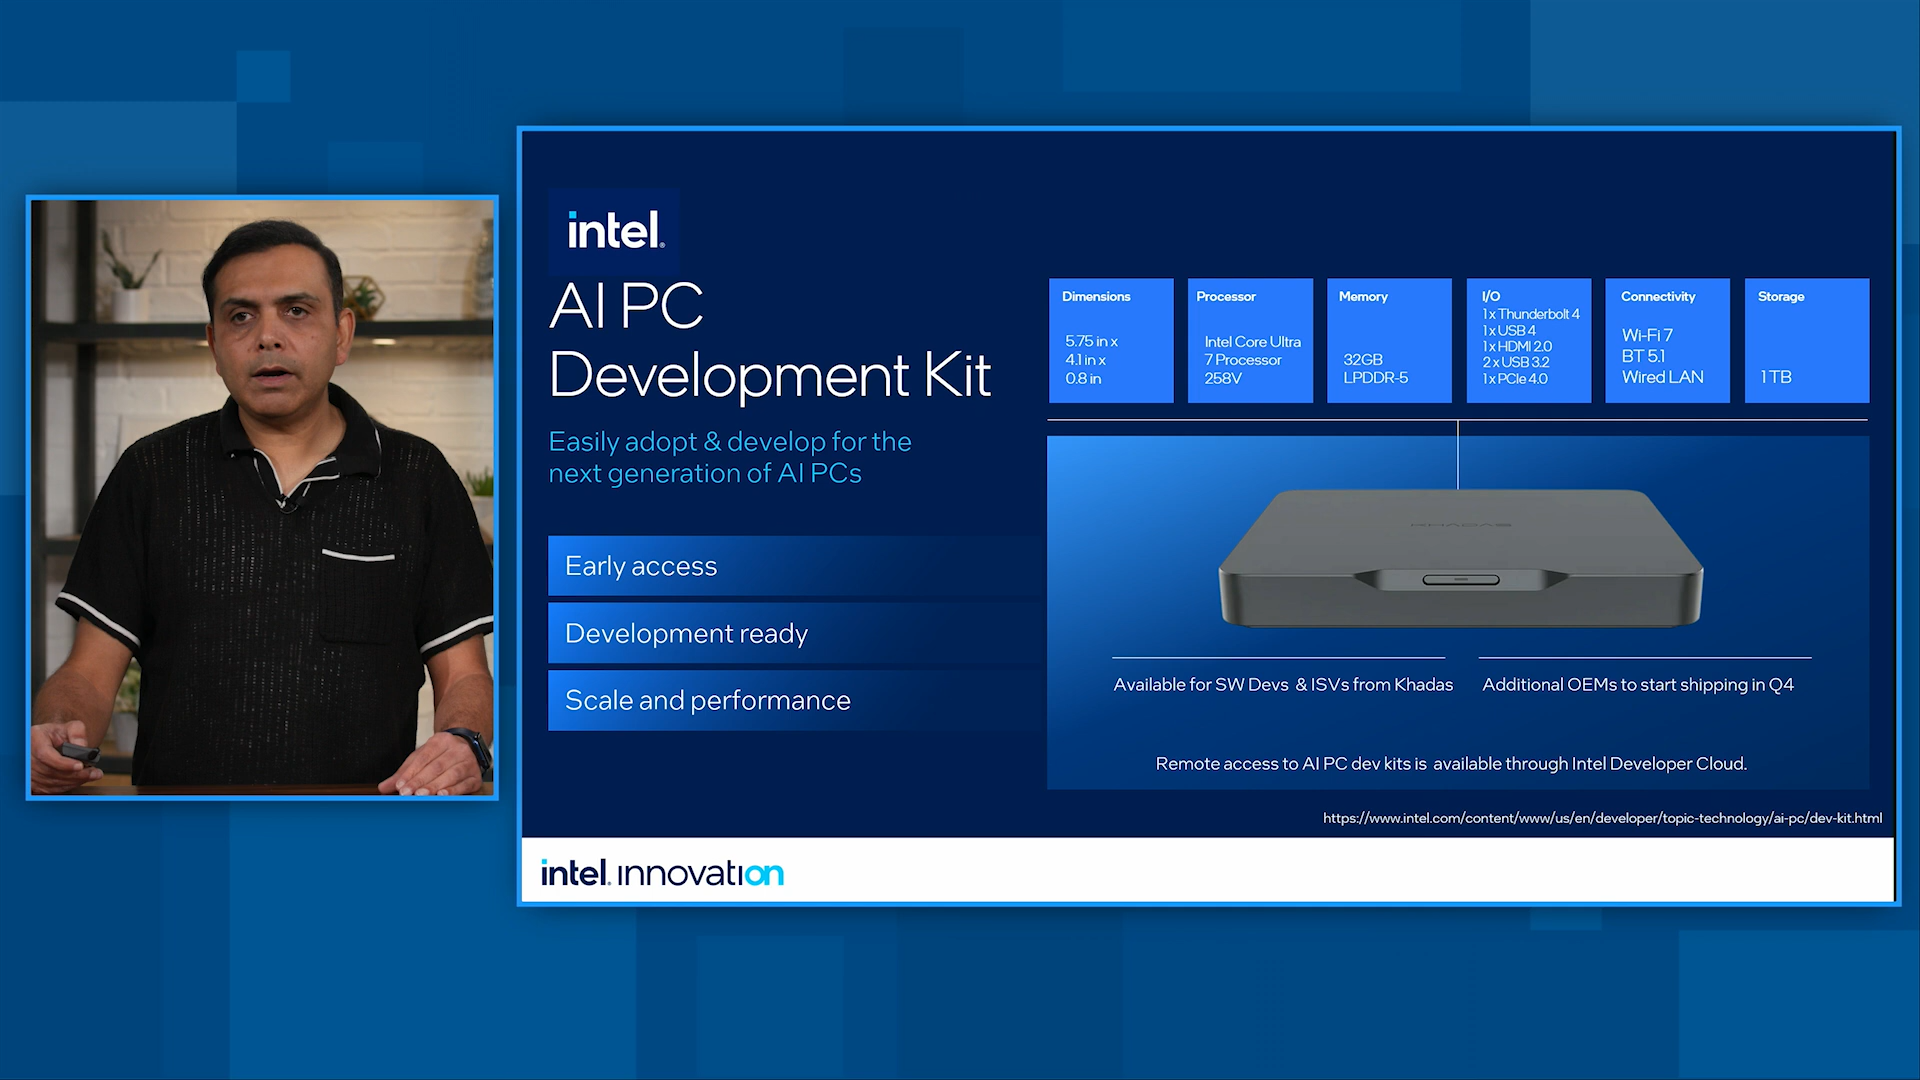 intel.
AI PC
Development Kit
Easily adopt & develop for the
next generation of AI PCs
Early access
Development ready
Scale and performance
Dimensions
5.75 in x
4.1 in x
0.8 in
Processor
Intel Core Ultra
7 Processor
258V
Memory
32GB
LPDDR-5
I/O
1 x Thunderbolt 4
1 x USB 4
1 x HDMI 2.0
2 x USB 3.2
1 x PCIe 4.0
Connectivity
Wi-Fi 7
BT 5.1
Wired LAN
Storage
1 TB
KHADAS
Available for SW Devs & ISVs from Khadas
Additional OEMs to start shipping in Q4
Remote access to AI PC dev kits is available through Intel Developer Cloud.
https://www.intel.com/content/www/us/en/developer/topic-technology/ai-pc/dev-kit.html
intel. innovation